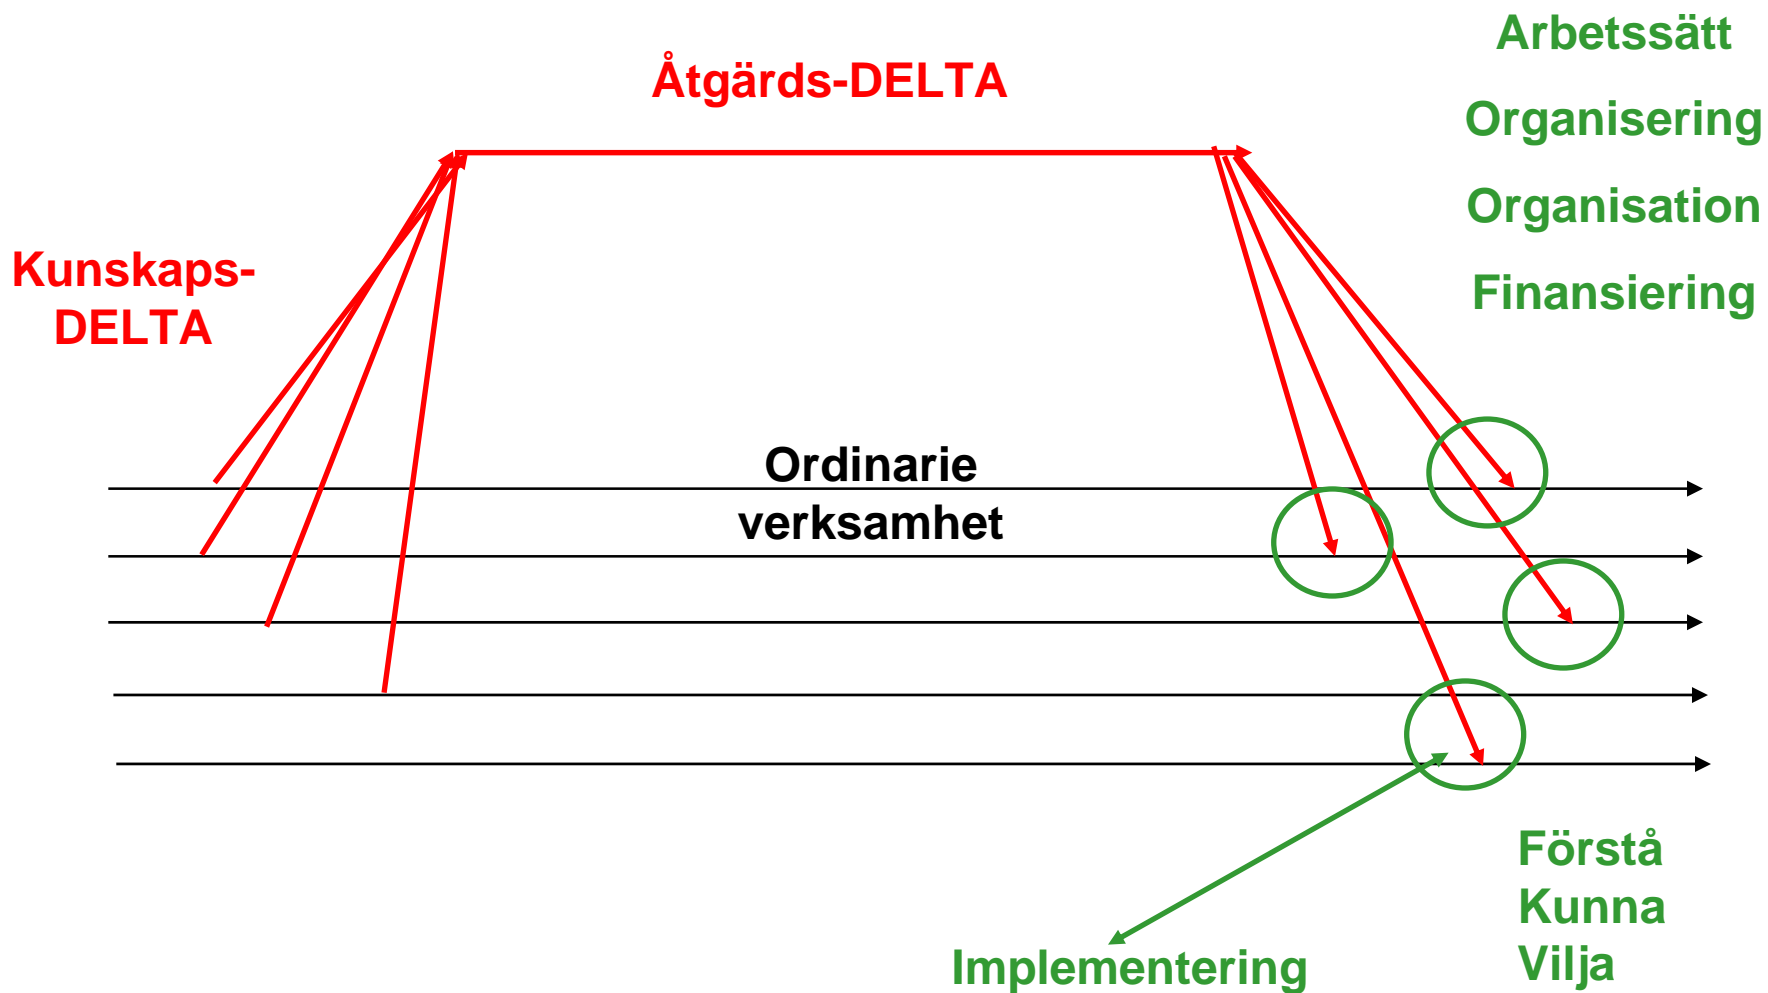 Arbetssätt
Åtgärds-DELTA
Organisering
Organisation
Kunskaps-
DELTA
Finansiering
Ordinarie
verksamhet
Förstå
Kunna
Vilja
Implementering